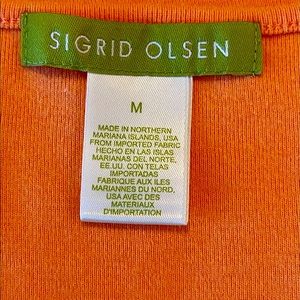 SIGRID OLSEN
M
MADE IN NORTHERN
MARIANA ISLANDS, USA
FROM IMPORTED FABRIC
HECHO EN LAS ISLAS
MARIANAS DEL NORTE,
EE.UU. CON TELAS
IMPORTADAS
FABRIQUE AUX ILES
MARIANNES DU NORD,
USA AVEC DES
MATERIAUX
D'IMPORTATION